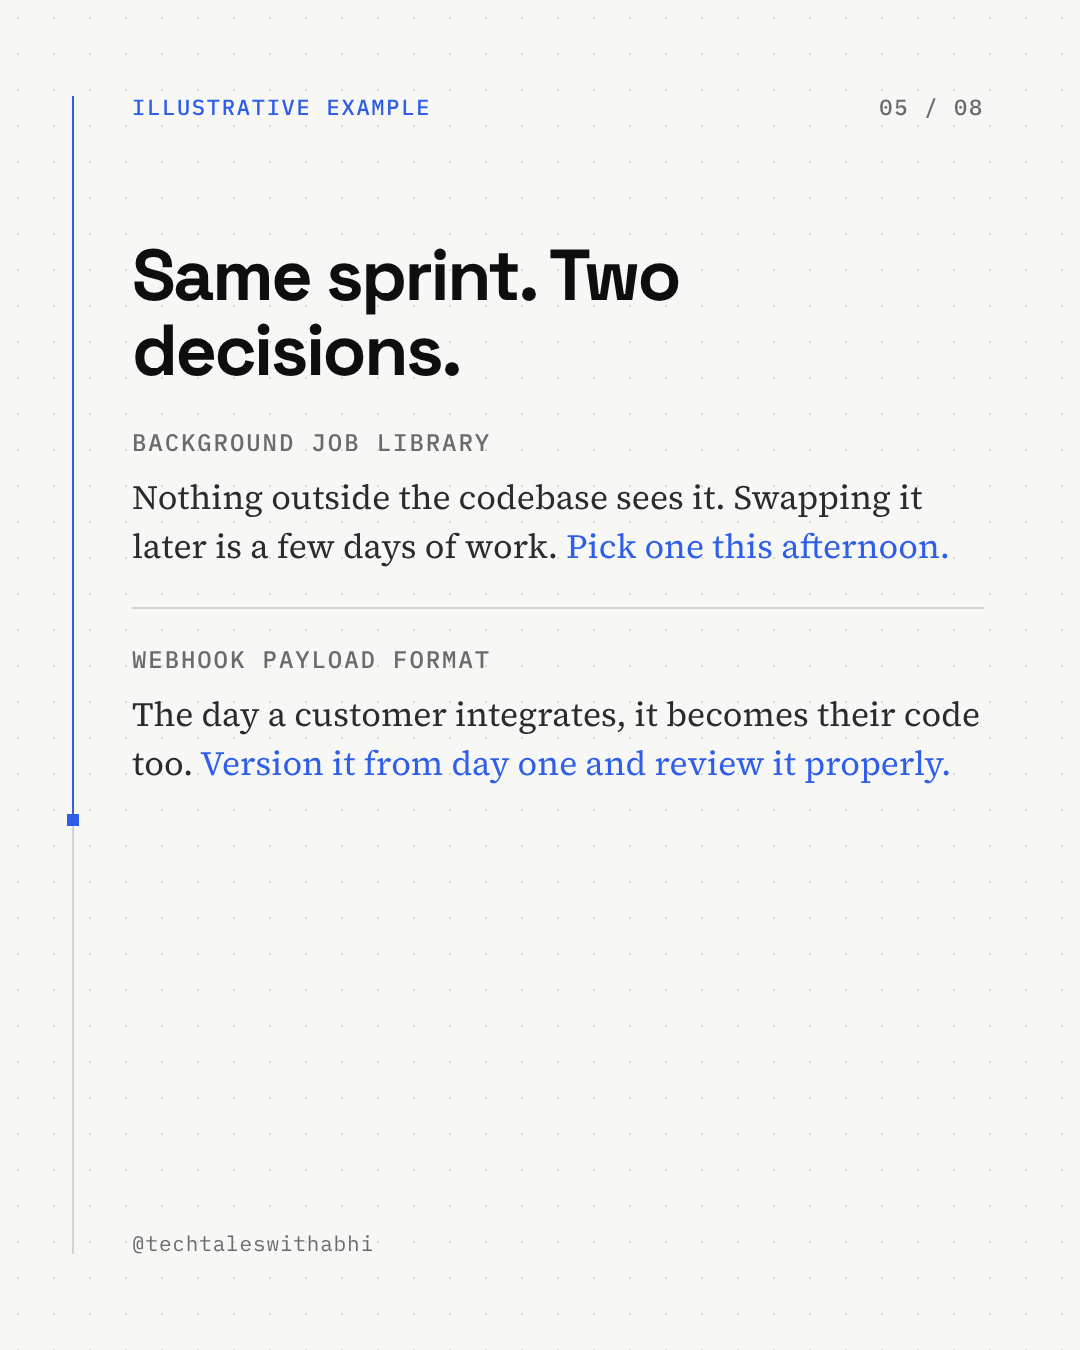 ILLUSTRATIVE EXAMPLE
05 / 08
Same sprint. Two
decisions.
BACKGROUND JOB LIBRARY
Nothing outside the codebase sees it. Swapping it
later is a few days of work. Pick one this afternoon.
WEBHOOK PAYLOAD FORMAT
The day a customer integrates, it becomes their code
too. Version it from day one and review it properly.
@techtaleswithabhi